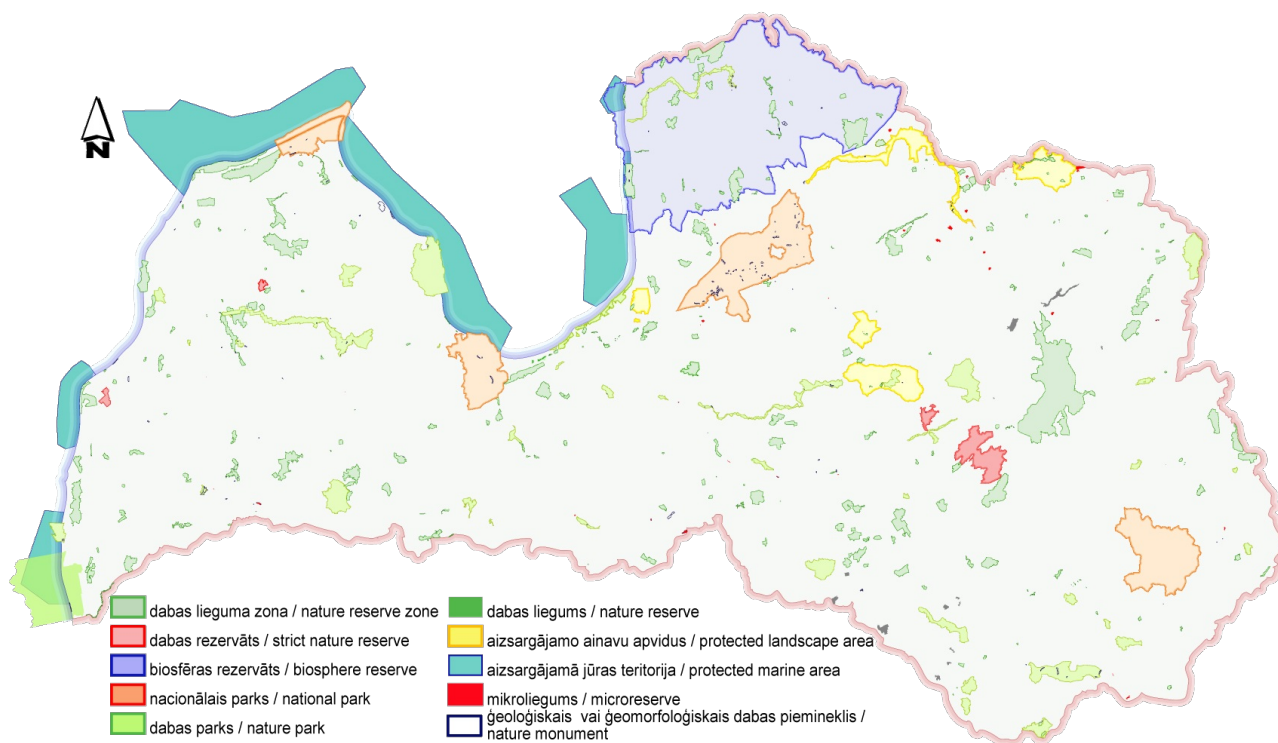 N
dabas lieguma zona / nature reserve zone
dabas rezervāts / strict nature reserve
biosfēras rezervāts / biosphere reserve
nacionālais parks / national park
dabas parks / nature park
dabas liegums / nature reserve
aizsargājamo ainavu apvidus / protected landscape area
aizsargājamā jūras teritorija / protected marine area
mikroliegums / microreserve
ģeoloģiskais vai ģeomorfoloģiskais dabas piemineklis /
nature monument